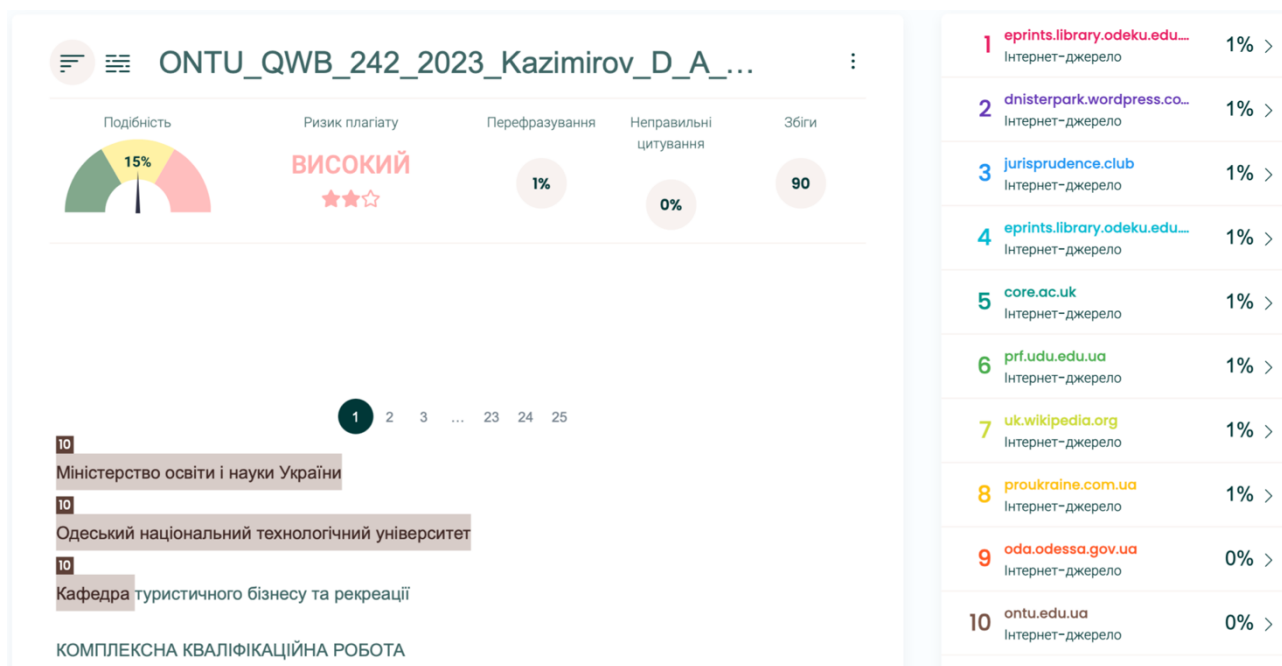 ONTU_QWB_242_2023_Kazimirov_D_A_...
Подібність
15%
Ризик плагіату
ВИСОКИЙ
Перефразування
1%
Неправильні
цитування
0%
Збіги
90
1 2 3 ... 23 24 25
10
Міністерство освіти і науки України
10
Одеський національний технологічний університет
10
Кафедра туристичного бізнесу та рекреації
КОМПЛЕКСНА КВАЛІФІКАЦІЙНА РОБОТА
1 eprints.library.odeku.edu.... 1%
Інтернет-джерело
2 dnisterpark.wordpress.co... 1%
Інтернет-джерело
3 jurisprudence.club 1%
Інтернет-джерело
4 eprints.library.odeku.edu.... 1%
Інтернет-джерело
5 core.ac.uk 1%
Інтернет-джерело
6 prf.udu.edu.ua 1%
Інтернет-джерело
7 uk.wikipedia.org 1%
Інтернет-джерело
8 proukraine.com.ua 1%
Інтернет-джерело
9 oda.odessa.gov.ua 0%
Інтернет-джерело
10 ontu.edu.ua 0%
Інтернет-джерело